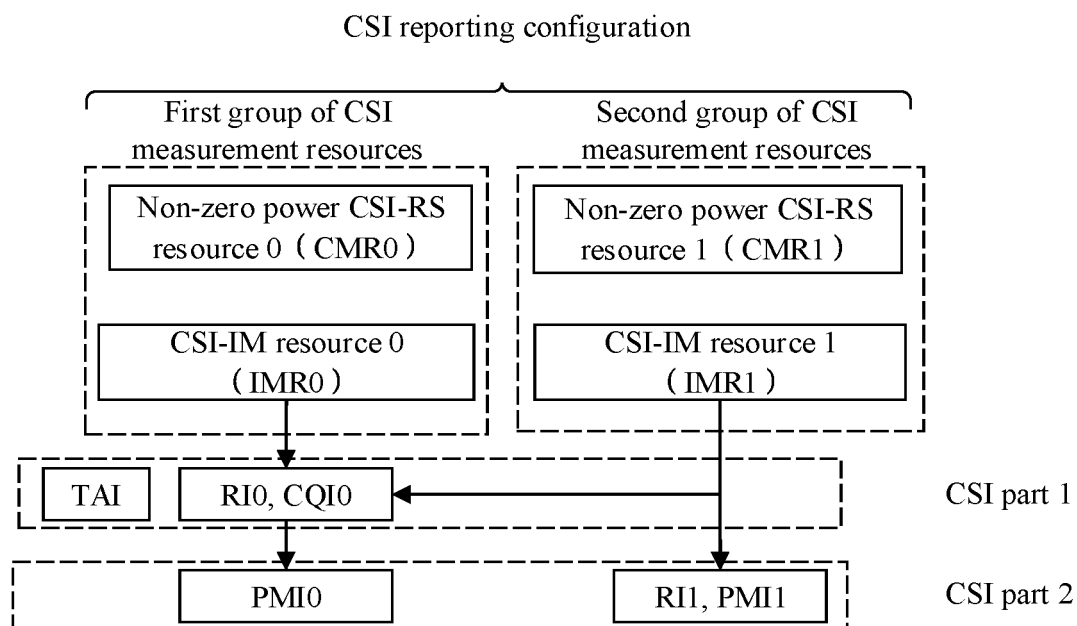 CSI reporting configuration
First group of CSI
measurement resources
Second group of CSI
measurement resources
Non-zero power CSI-RS
resource 0（CMR0）
Non-zero power CSI-RS
resource 1（CMR1）
CSI-IM resource 0
（IMR0）
CSI-IM resource 1
（IMR1）
TAI
RI0, CQI0
CSI part 1
PMI0
RI1, PMI1
CSI part 2